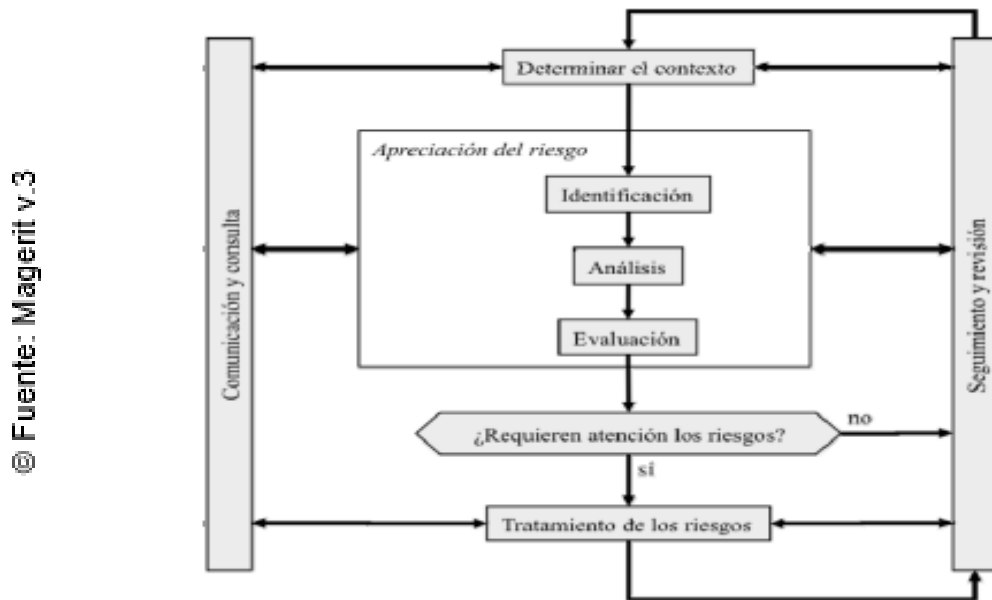 © Fuente: Magerit v.3
Comunicación y consulta
Determinar el contexto
Apreciación del riesgo
Identificación
Análisis
Evaluación
¿Requieren atención los riesgos?
no
sí
Tratamiento de los riesgos
Seguimiento y revisión